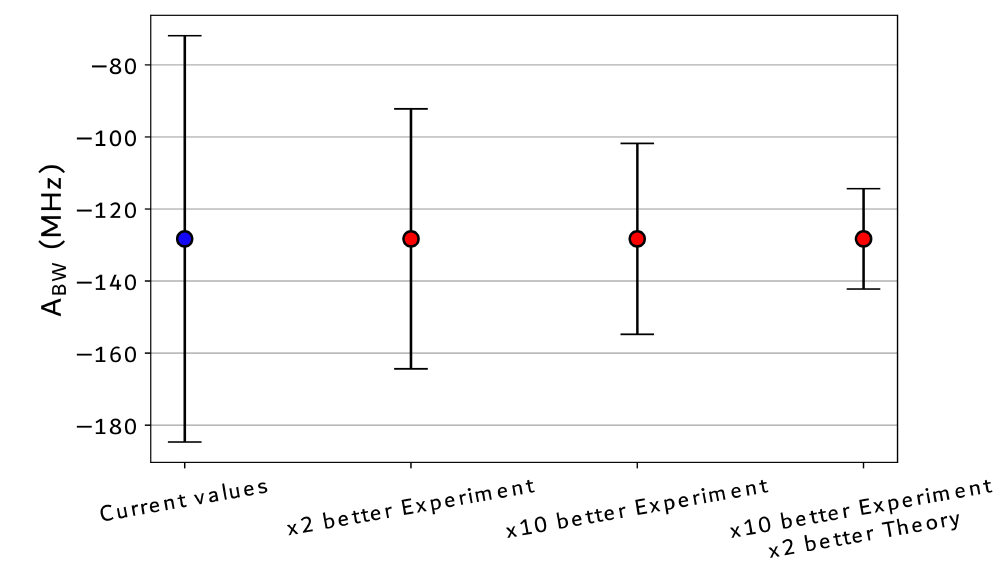 A_BW (MHz)
−80
−100
−120
−140
−160
−180
Current values
x2 better Experiment
x10 better Experiment
x10 better Experiment
x2 better Theory